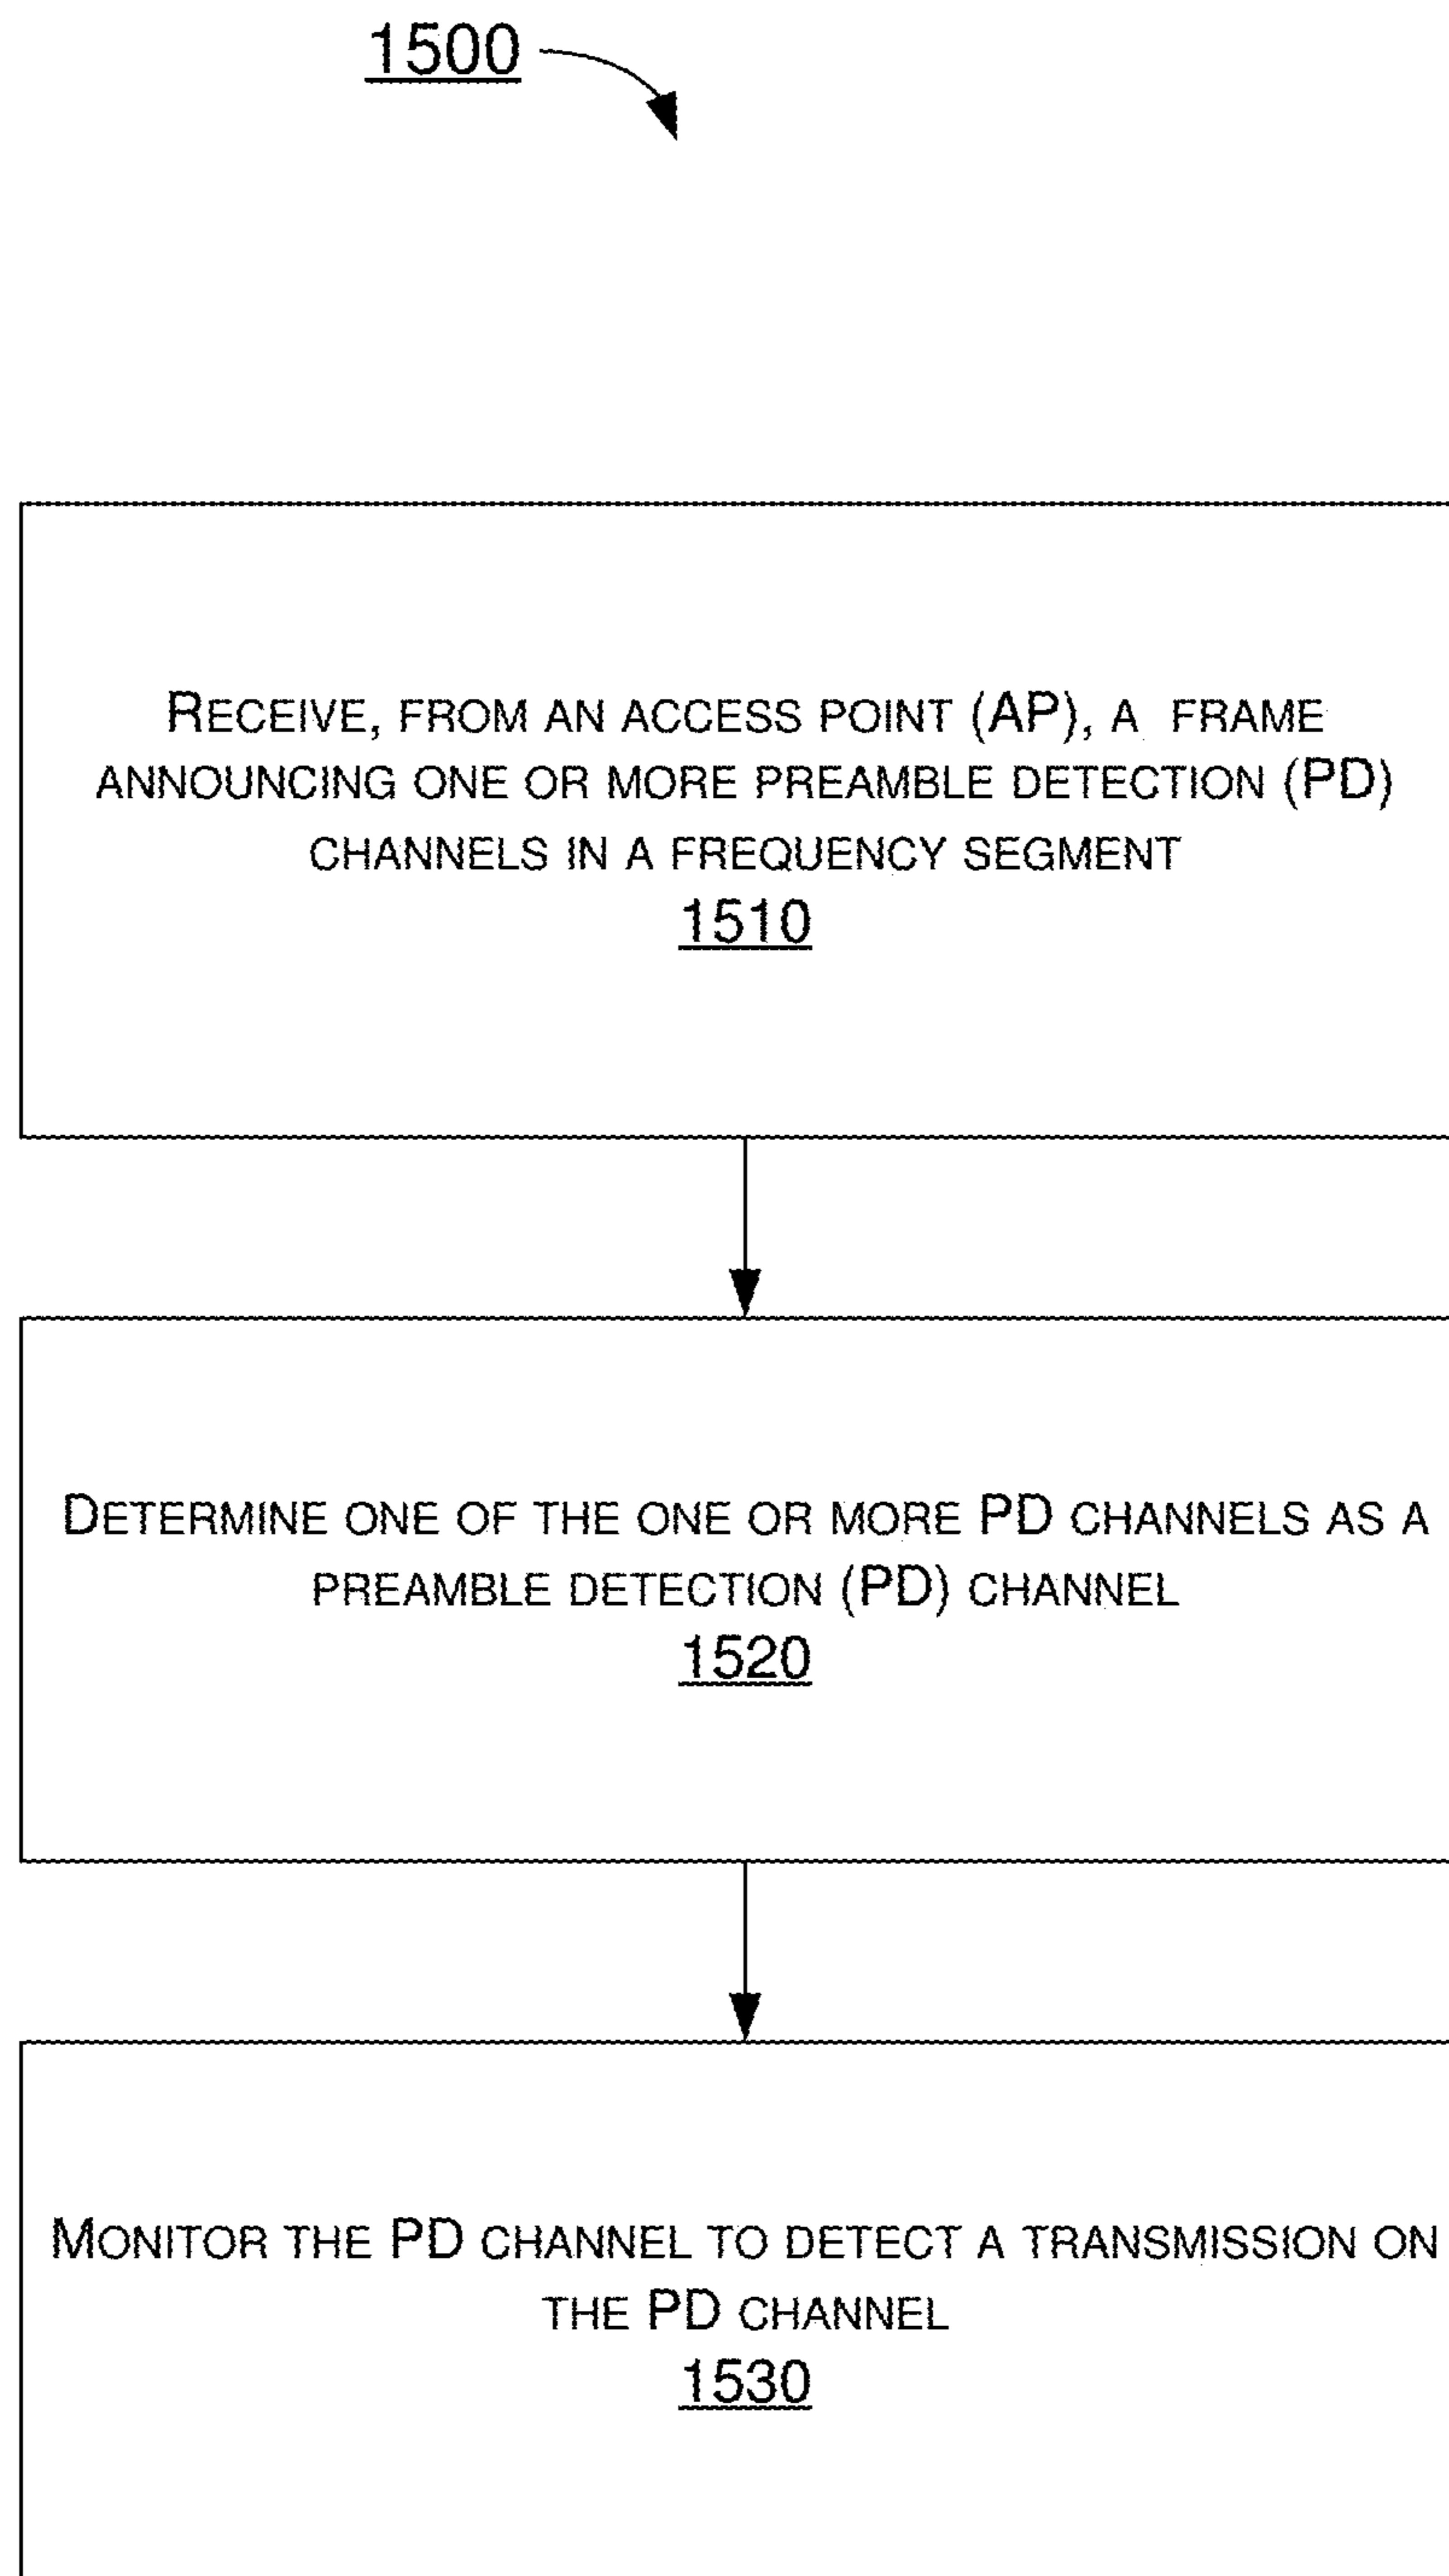 1500
RECEIVE, FROM AN ACCESS POINT (AP), A FRAME
ANNOUNCING ONE OR MORE PREAMBLE DETECTION (PD)
CHANNELS IN A FREQUENCY SEGMENT
1510
DETERMINE ONE OF THE ONE OR MORE PD CHANNELS AS A
PREAMBLE DETECTION (PD) CHANNEL
1520
MONITOR THE PD CHANNEL TO DETECT A TRANSMISSION ON
THE PD CHANNEL
1530